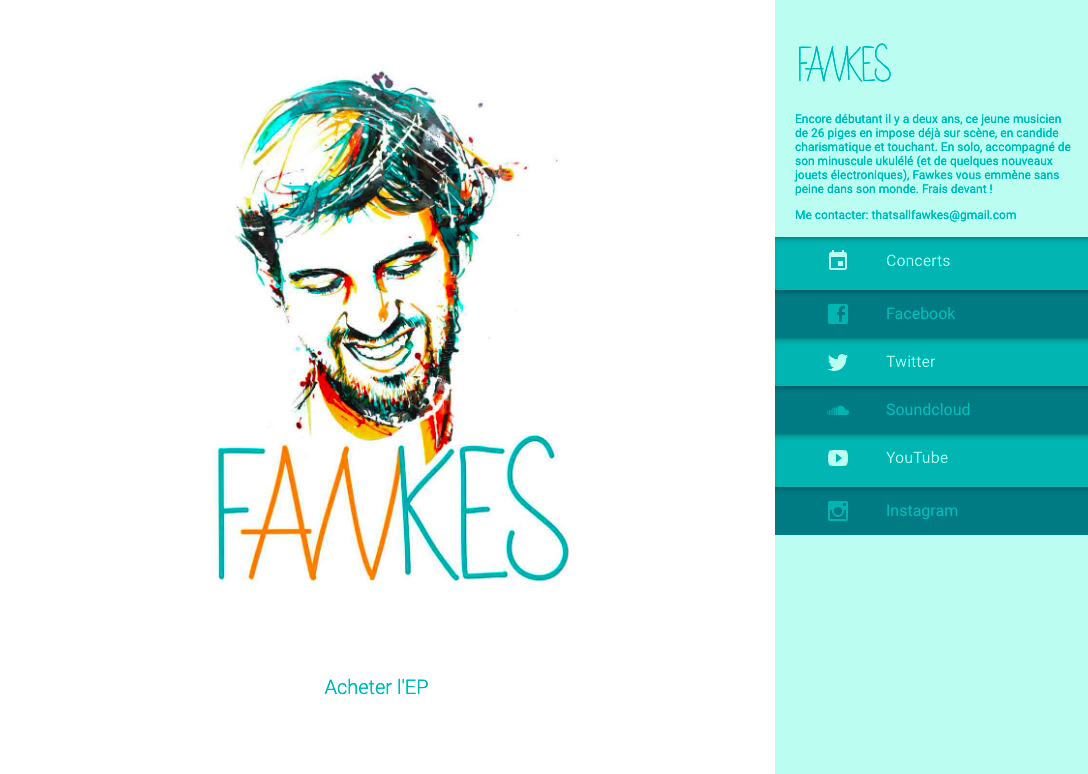 FAWKES
Acheter l'EP
FAWKES
Encore débutant il y a deux ans, ce jeune musicien
de 26 piges en impose déjà sur scène, en candide
charismatique et touchant. En solo, accompagné de
son minuscule ukulélé (et de quelques nouveaux
jouets électroniques), Fawkes vous emmène sans
peine dans son monde. Frais devant !
Me contacter: thatsallfawkes@gmail.com
Concerts
Facebook
Twitter
Soundcloud
YouTube
Instagram